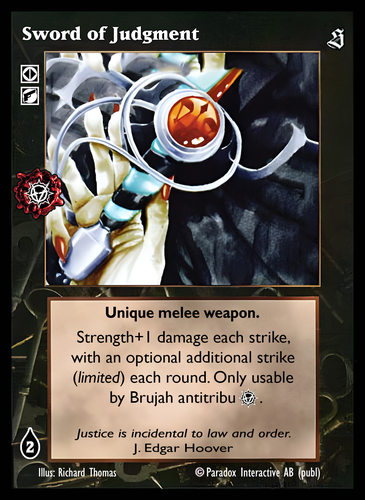 Sword of Judgment
Unique melee weapon.
Strength+1 damage each strike,
with an optional additional strike
(limited) each round. Only usable
by Brujah antitribu .
Justice is incidental to law and order.
J. Edgar Hoover
2
Illus: Richard Thomas © Paradox Interactive AB (publ)